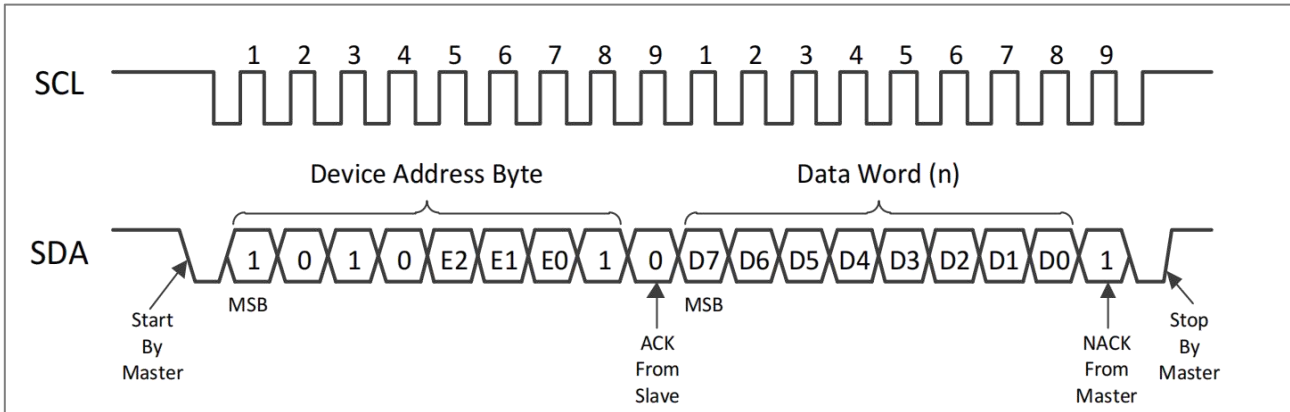 1 2 3 4 5 6 7 8 9 1 2 3 4 5 6 7 8 9
SCL
Device Address Byte
Data Word (n)
SDA
1 0 1 0 E2 E1 E0 1 0 D7 D6 D5 D4 D3 D2 D1 D0 1
MSB
MSB
Start
By
Master
ACK
From
Slave
NACK
From
Master
Stop
By
Master